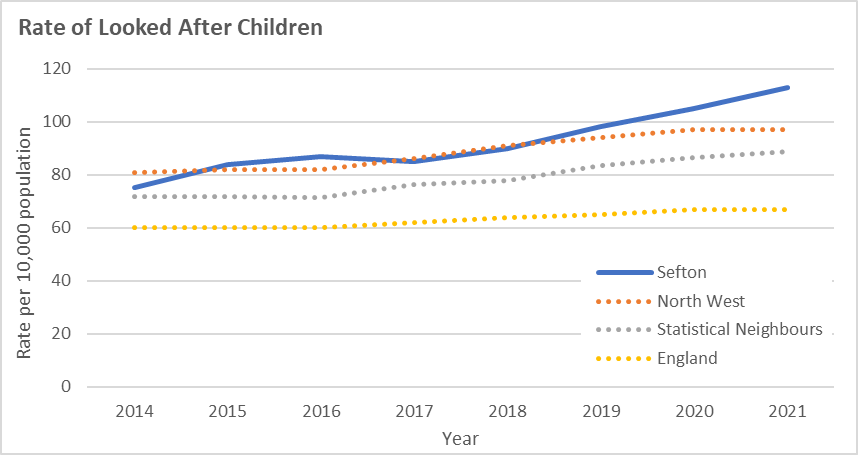 Rate of Looked After Children
120
100
80
60
40
20
0
Rate per 10,000 population
Sefton
North West
Statistical Neighbours
England
2014 2015 2016 2017 2018 2019 2020 2021
Year